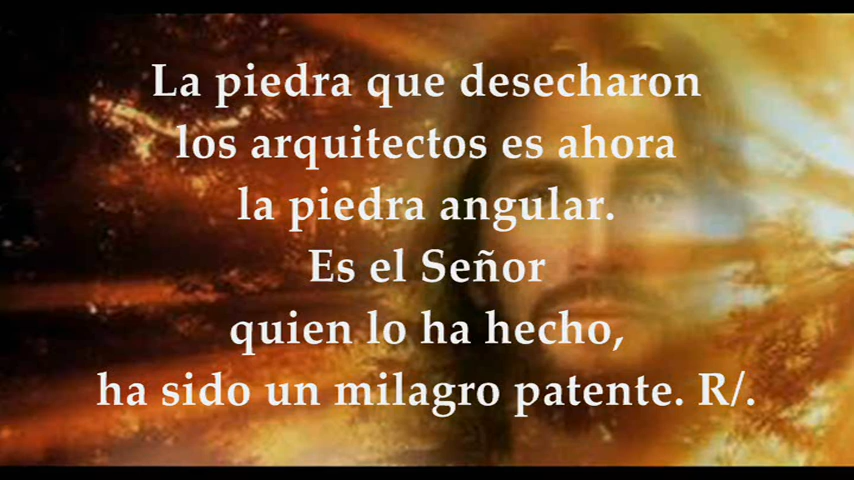 La piedra que desecharon
los arquitectos es ahora
la piedra angular.
Es el Señor
quien lo ha hecho,
ha sido un milagro patente. R/.